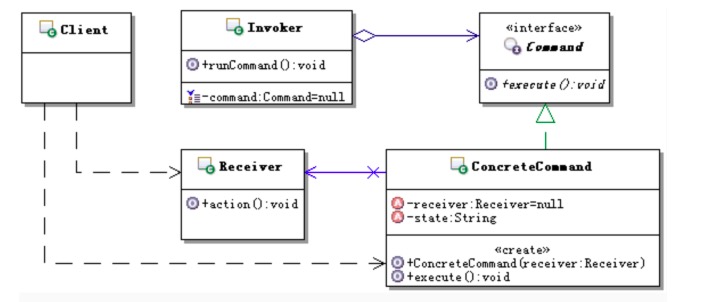 Client
Invoker
+runCommand():void
-command:Command=null
«interface»
Command
+execute():void
Receiver
+action():void
ConcreteCommand
-receiver:Receiver=null
-state:String
«create»
+ConcreteCommand(receiver:Receiver)
+execute():void